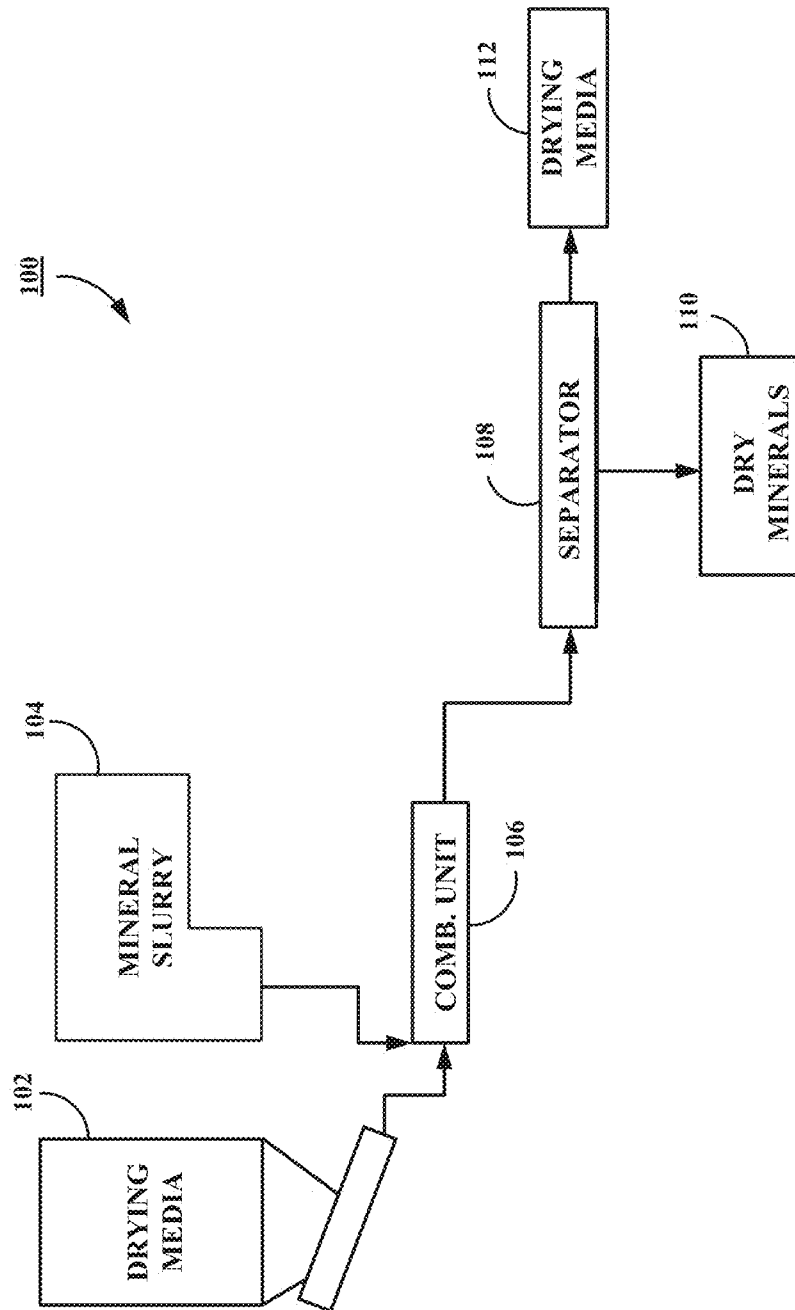 100
102
DRYING
MEDIA
104
MINERAL
SLURRY
COMB. UNIT
106
108
SEPARATOR
112
DRYING
MEDIA
110
DRY
MINERALS